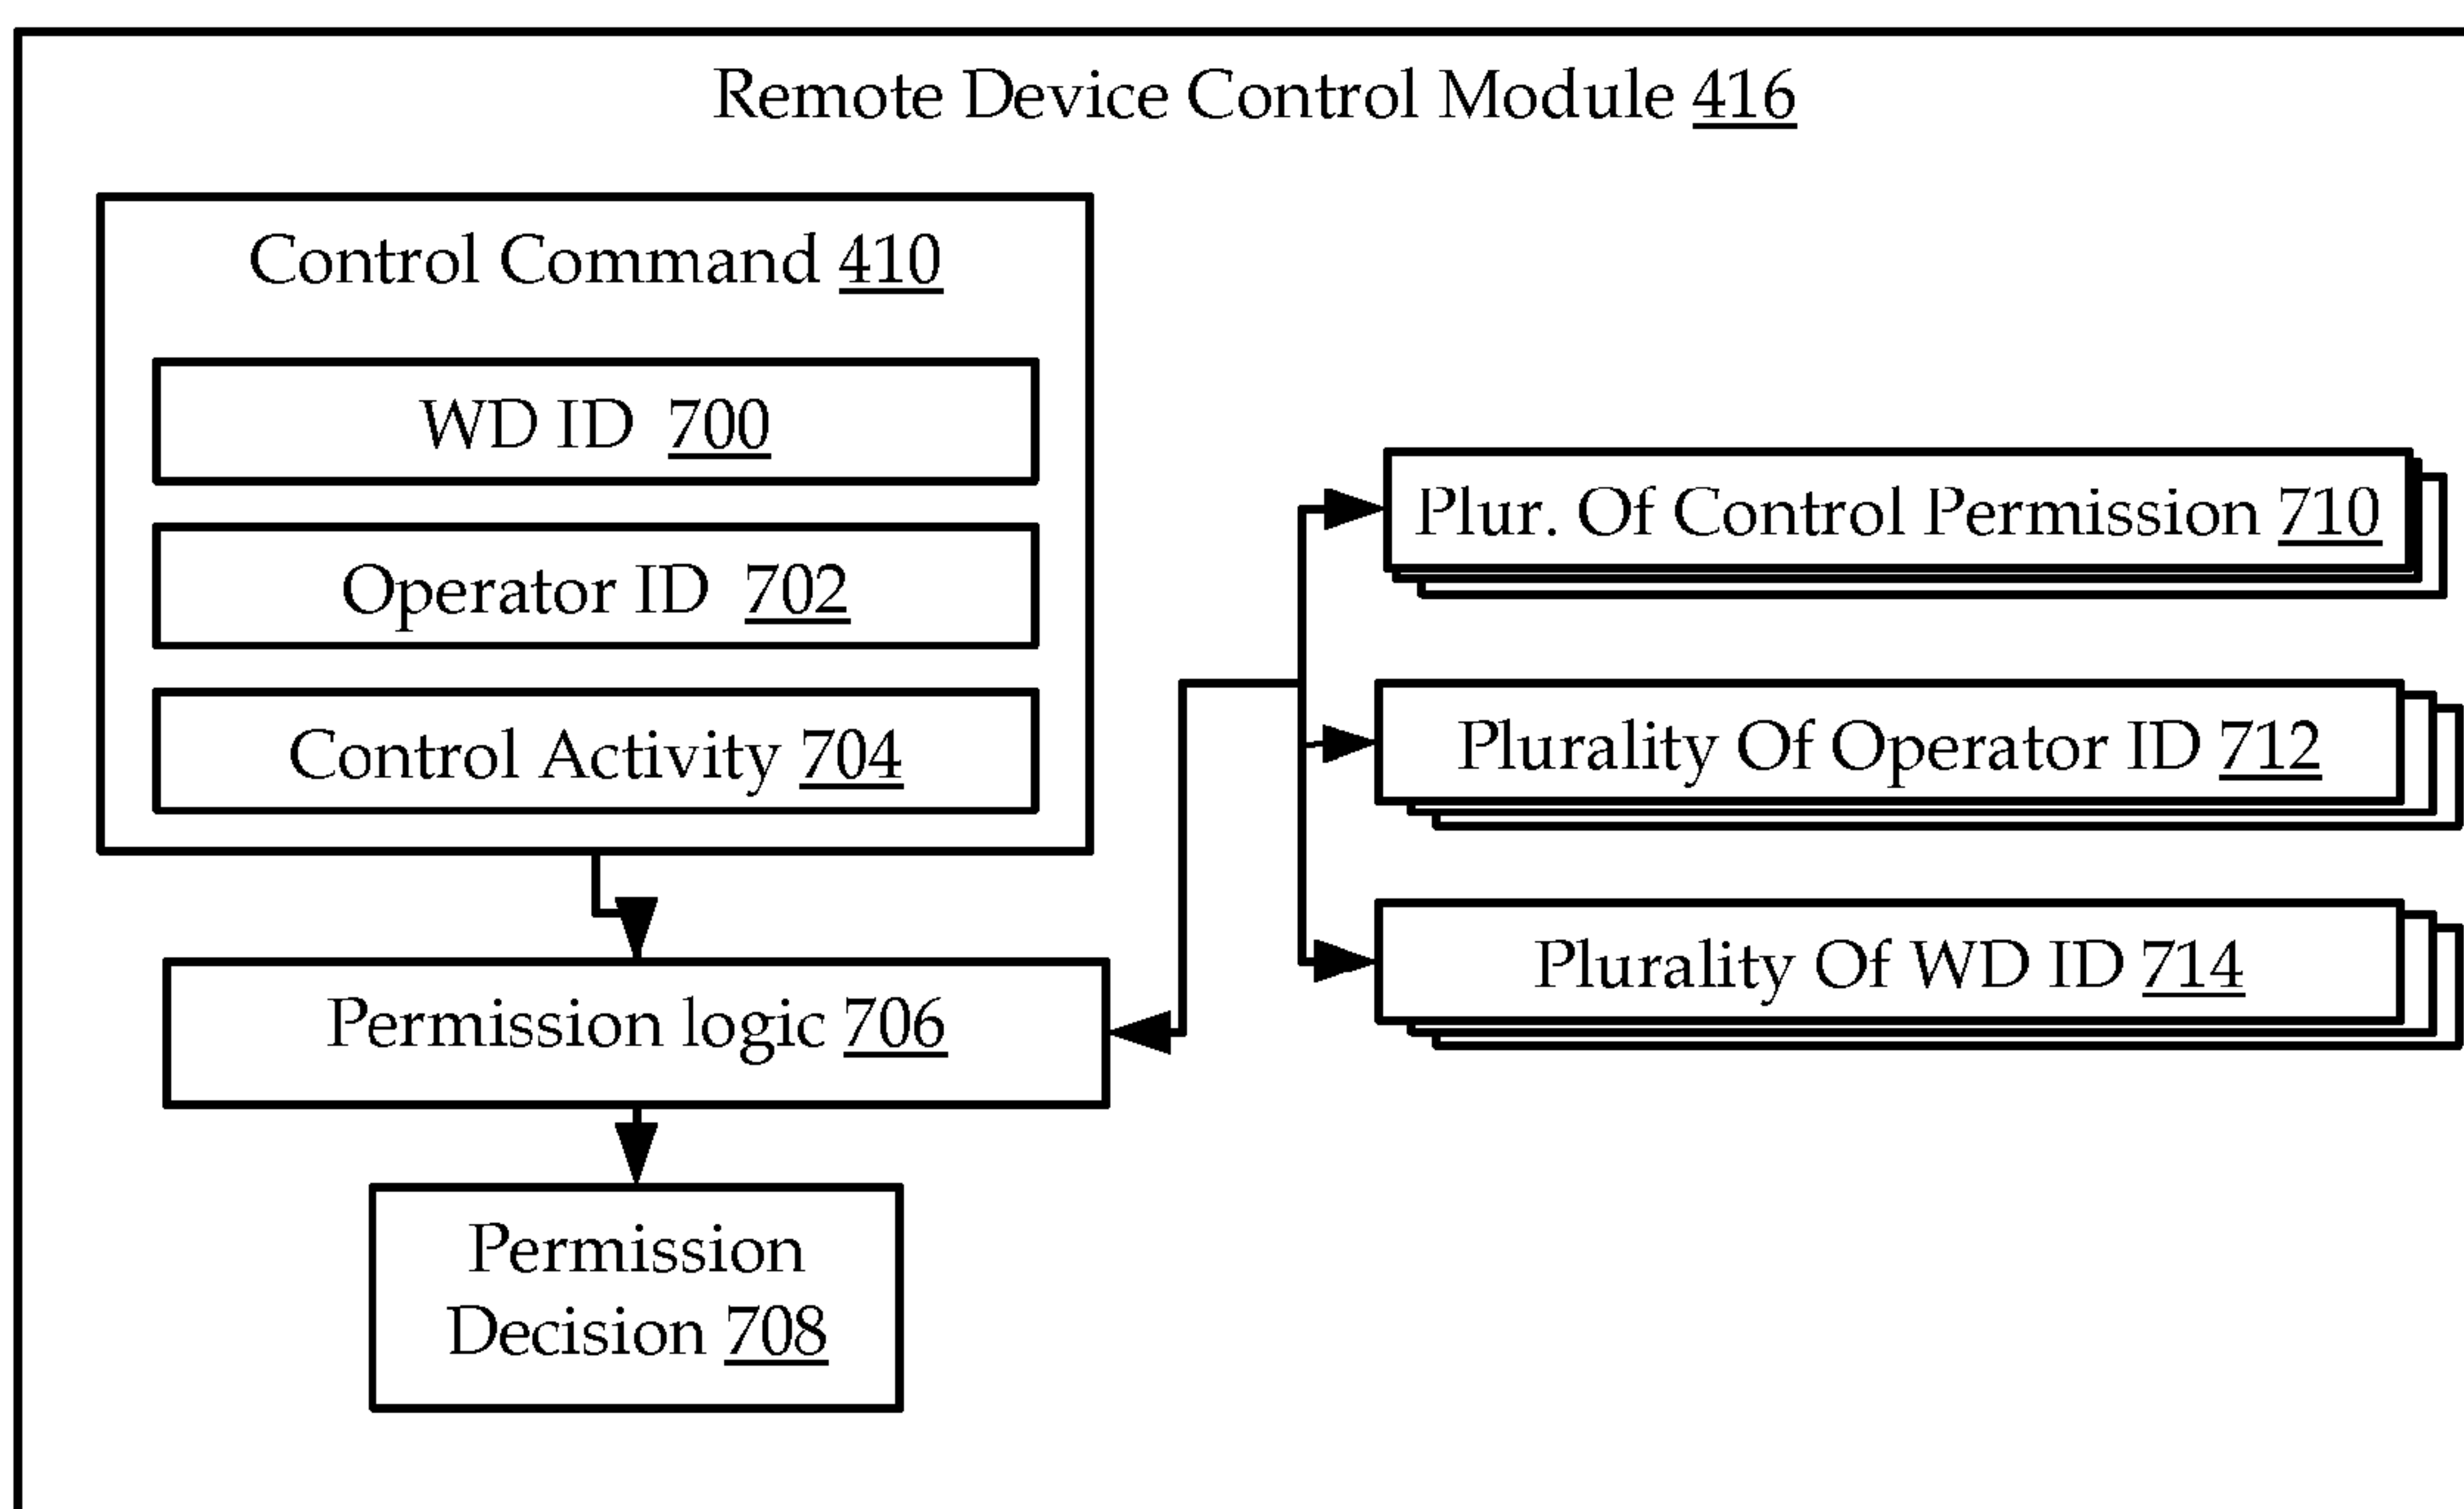 Remote Device Control Module 416
Control Command 410
WD ID 700
Operator ID 702
Control Activity 704
Permission logic 706
Permission
Decision 708
Plur. Of Control Permission 710
Plurality Of Operator ID 712
Plurality Of WD ID 714